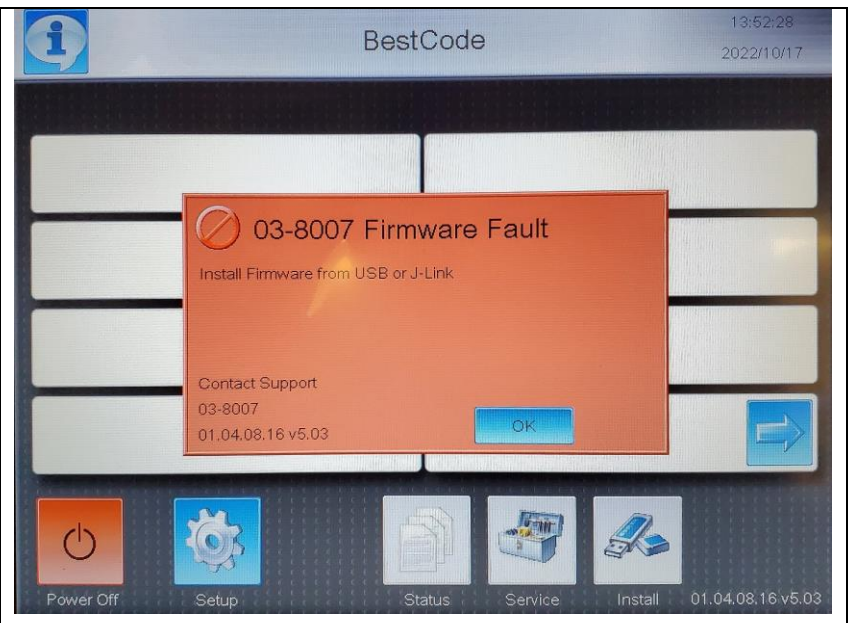 BestCode
13:52:28
2022/10/17
03-8007 Firmware Fault
Install Firmware from USB or J-Link
Contact Support
03-8007
01.04.08.16 v5.03
OK
Power Off
Setup
Status
Service
Install
01.04.08.16 v5.03